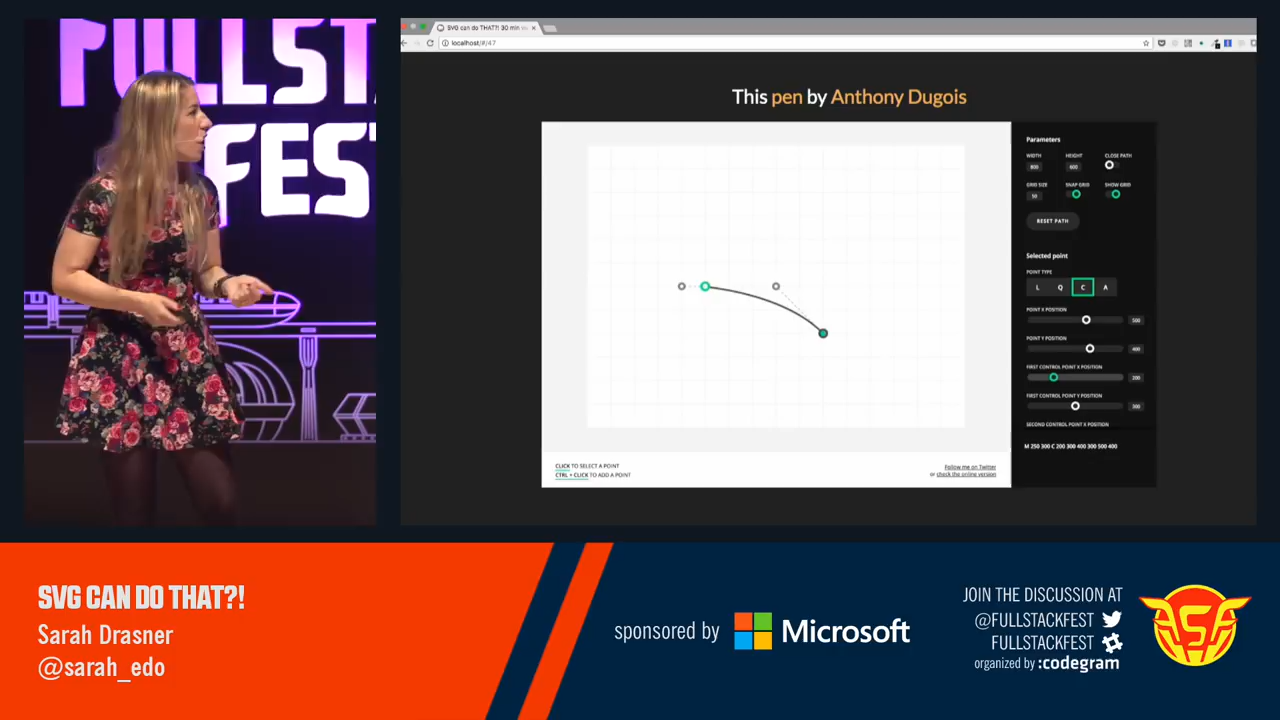 FULLST
FEST
SVG can do THAT?! 30 min
localhost/#/47
This pen by Anthony Dugois
Parameters
WIDTH HEIGHT CLOSE PATH
800 600
GRID SIZE SNAP GRID SHOW GRID
50
RESET PATH
Selected point
POINT TYPE
L Q C A
POINT X POSITION
500
POINT Y POSITION
400
FIRST CONTROL POINT X POSITION
200
FIRST CONTROL POINT Y POSITION
300
SECOND CONTROL POINT X POSITION
M 250 300 C 200 300 400 300 500 400
CLICK TO SELECT A POINT
CTRL + CLICK TO ADD A POINT
Follow me on Twitter
or check the online version
SVG CAN DO THAT?!
Sarah Drasner
@sarah_edo
sponsored by Microsoft
JOIN THE DISCUSSION AT
@FULLSTACKFEST
FULLSTACKFEST
organized by :codegram
FSF